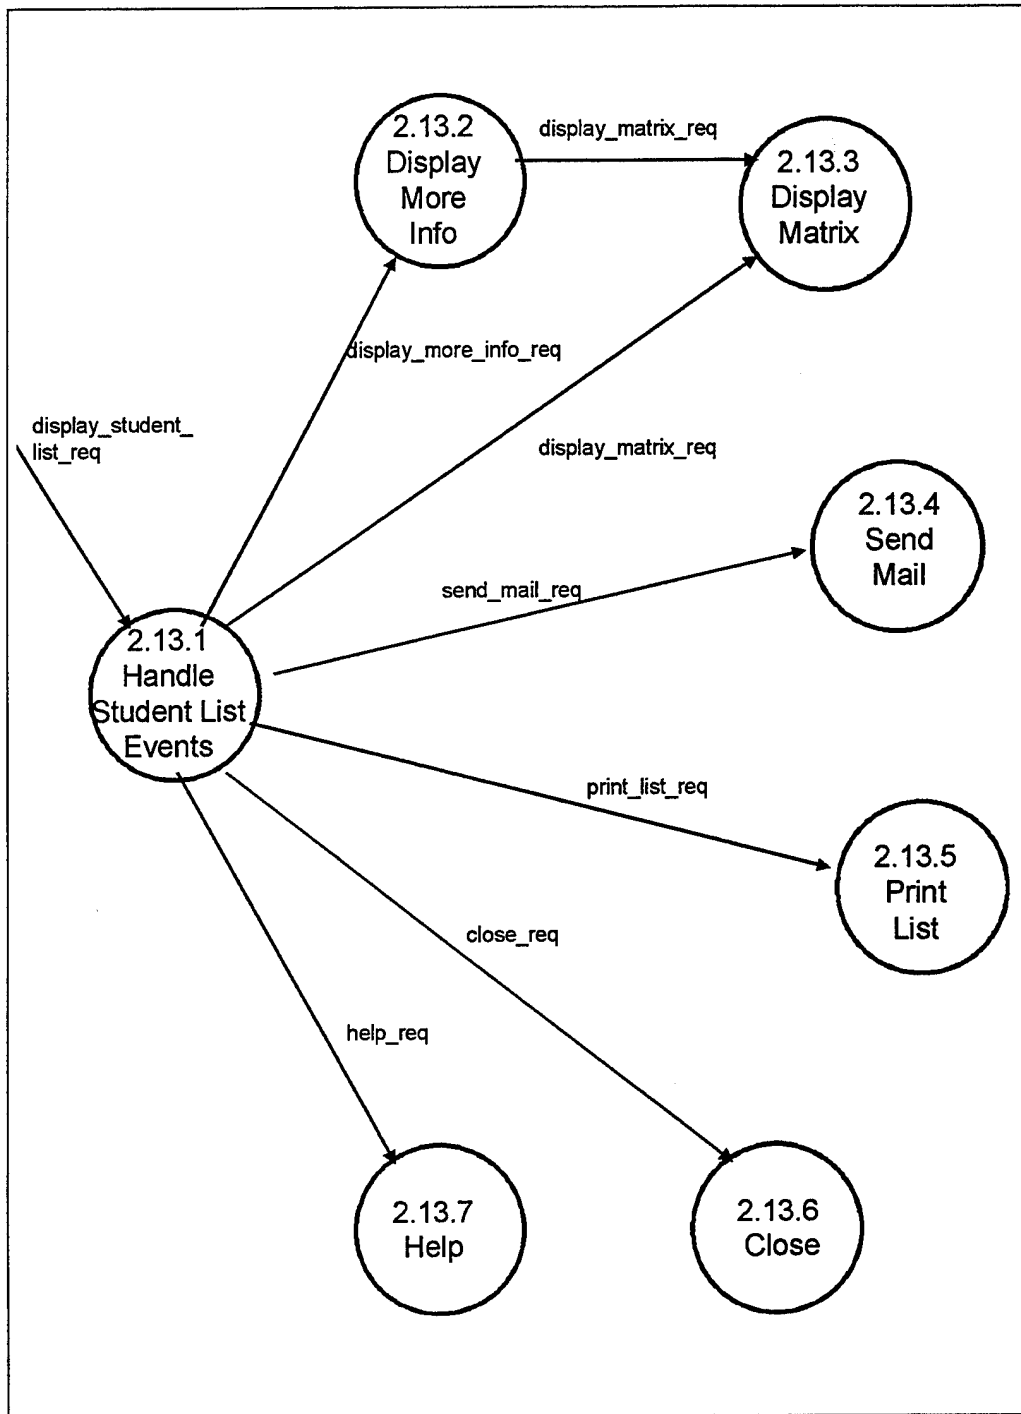 2.13.2
Display
More
Info
display_matrix_req
2.13.3
Display
Matrix
display_more_info_req
display_student_
list_req
display_matrix_req
2.13.4
Send
Mail
send_mail_req
2.13.1
Handle
Student List
Events
print_list_req
2.13.5
Print
List
close_req
help_req
2.13.7
Help
2.13.6
Close